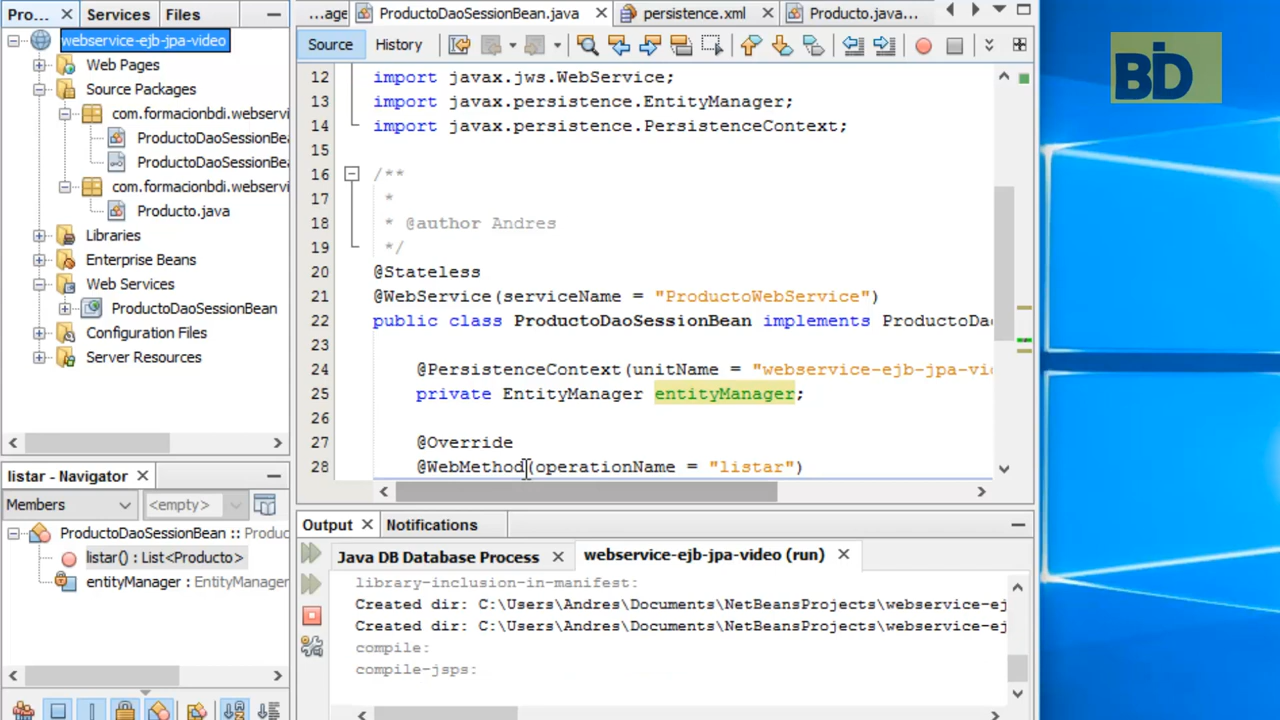 Pro...
Services
Files
...age
ProductoDaoSessionBean.java
persistence.xml
Producto.java...
webservice-ejb-jpa-video
Web Pages
Source Packages
com.formacionbdi.webservi
ProductoDaoSessionBe
ProductoDaoSessionBe
com.formacionbdi.webservi
Producto.java
Libraries
Enterprise Beans
Web Services
ProductoDaoSessionBean
Configuration Files
Server Resources
Source
History
12 import javax.jws.WebService;
13 import javax.persistence.EntityManager;
14 import javax.persistence.PersistenceContext;
15
16 /**
17 *
18 * @author Andres
19 */
20 @Stateless
21 @WebService(serviceName = "ProductoWebService")
22 public class ProductoDaoSessionBean implements ProductoDa
23
24 @PersistenceContext(unitName = "webservice-ejb-jpa-vi
25 private EntityManager entityManager;
26
27 @Override
28 @WebMethod(operationName = "listar")
listar - Navigator
Members
<empty>
ProductoDaoSessionBean :: Produc
listar() : List<Producto>
entityManager : EntityManager
Output
Notifications
Java DB Database Process
webservice-ejb-jpa-video (run)
library-inclusion-in-manifest:
Created dir: C:\Users\Andres\Documents\NetBeansProjects\webservice-ej
Created dir: C:\Users\Andres\Documents\NetBeansProjects\webservice-ej
compile:
compile-jsps:
BDI